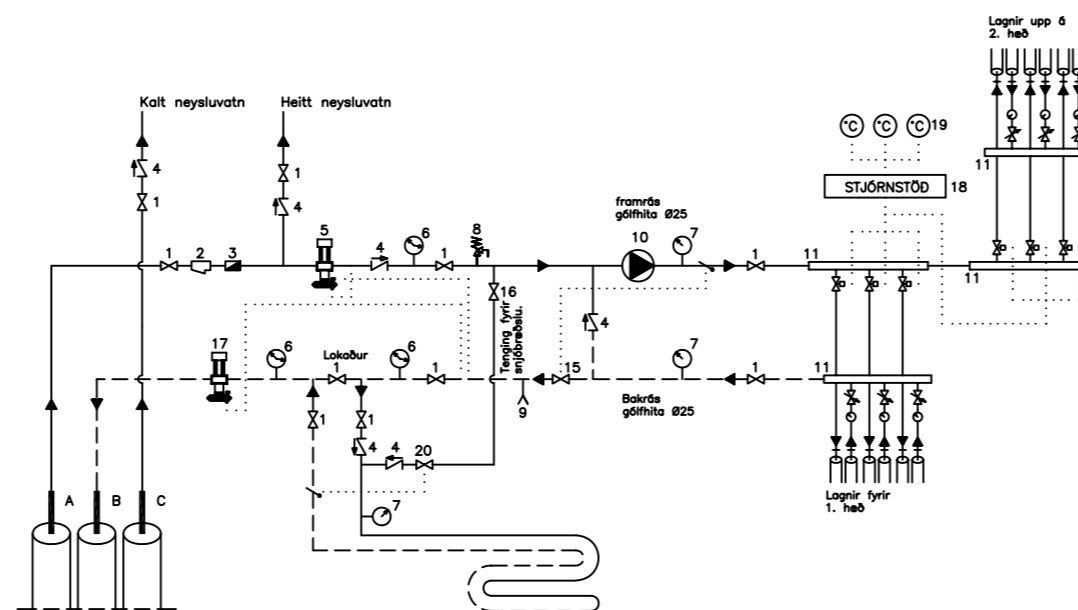 Lagnir upp á
2. hæð
Kalt neysluvatn
Heitt neysluvatn
°C °C °C 19
4
1
1
4
11
STJÓRNSTÖÐ 18
framrás
gólfhita Ø25
5
4
6
8
10
7
1 2 3
1
1
11
11
16
4
Tenging fyrir
snjóbræðslu.
17
6
Lokaður
6
1
1
15
7
1
11
9
Bakrás
gólfhita Ø25
1
1
4
4
20
7
A B C
Lagnir fyrir
1. hæð